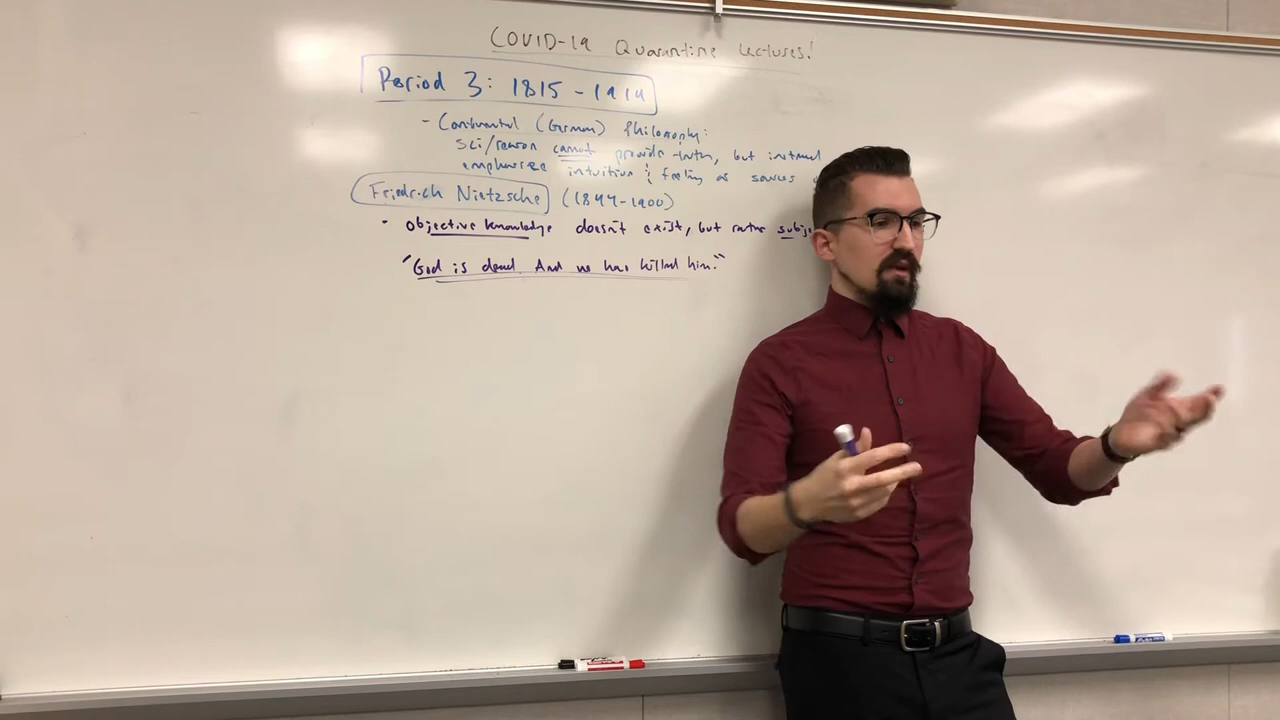 COVID-19 Quarantine Lectures!
Period 3: 1815 - 1914
- Continental (German) Philosophy:
sci/reason cannot provide truth, but instead
emphasize intuition & feeling as sources
Friedrich Nietzsche (1844-1900)
· objective knowledge doesn't exist, but rather subje
"God is dead. And we has killed him."